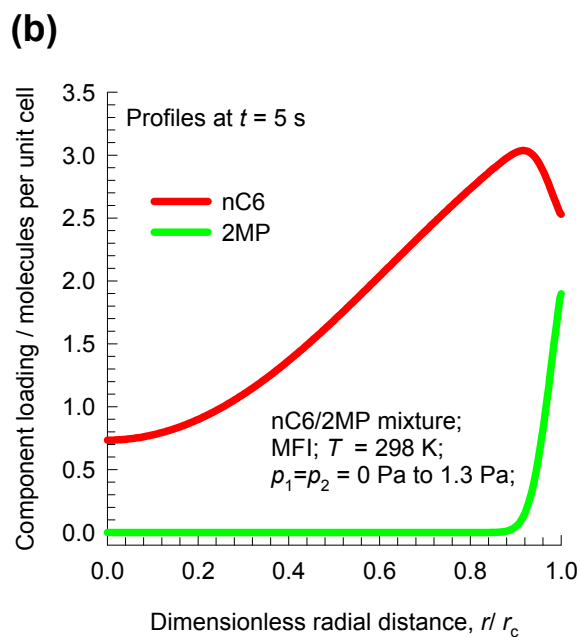 (b)
3.5
3.0
2.5
2.0
1.5
1.0
0.5
0.0
Component loading / molecules per unit cell
Profiles at t = 5 s
nC6
2MP
nC6/2MP mixture;
MFI; T = 298 K;
p1=p2 = 0 Pa to 1.3 Pa;
0.0 0.2 0.4 0.6 0.8 1.0
Dimensionless radial distance, r/ rc